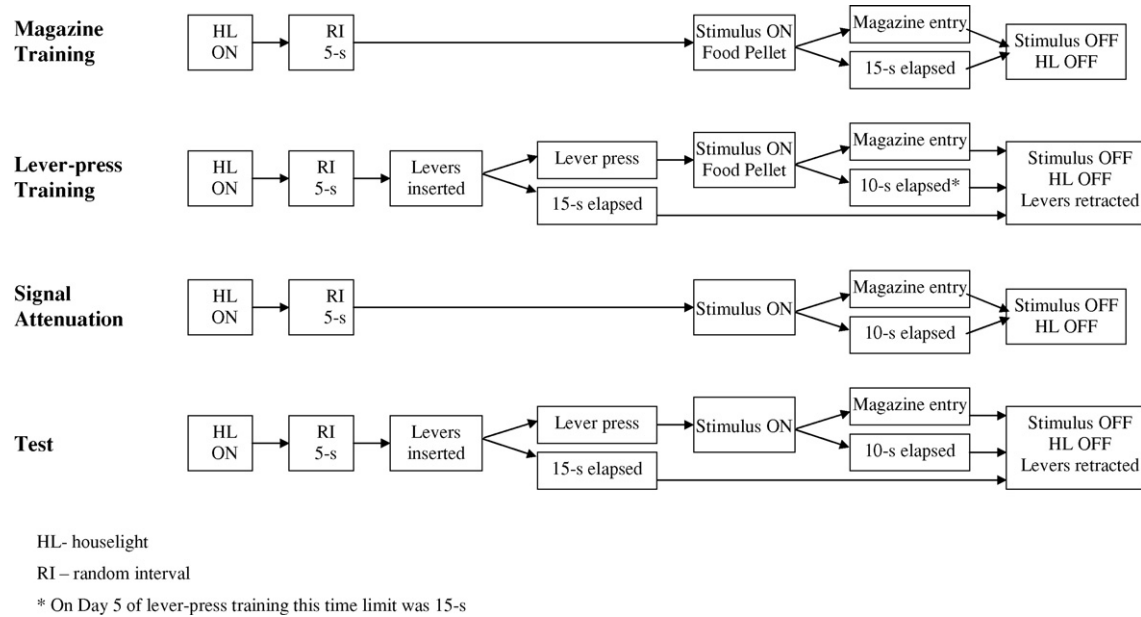 Magazine
Training
HL
ON
RI
5-s
Stimulus ON
Food Pellet
Magazine entry
15-s elapsed
Stimulus OFF
HL OFF
Lever-press
Training
HL
ON
RI
5-s
Levers
inserted
Lever press
15-s elapsed
Stimulus ON
Food Pellet
Magazine entry
10-s elapsed*
Stimulus OFF
HL OFF
Levers retracted
Signal
Attenuation
HL
ON
RI
5-s
Stimulus ON
Magazine entry
10-s elapsed
Stimulus OFF
HL OFF
Test
HL
ON
RI
5-s
Levers
inserted
Lever press
15-s elapsed
Stimulus ON
Magazine entry
10-s elapsed
Stimulus OFF
HL OFF
Levers retracted
HL- houselight
RI – random interval
* On Day 5 of lever-press training this time limit was 15-s